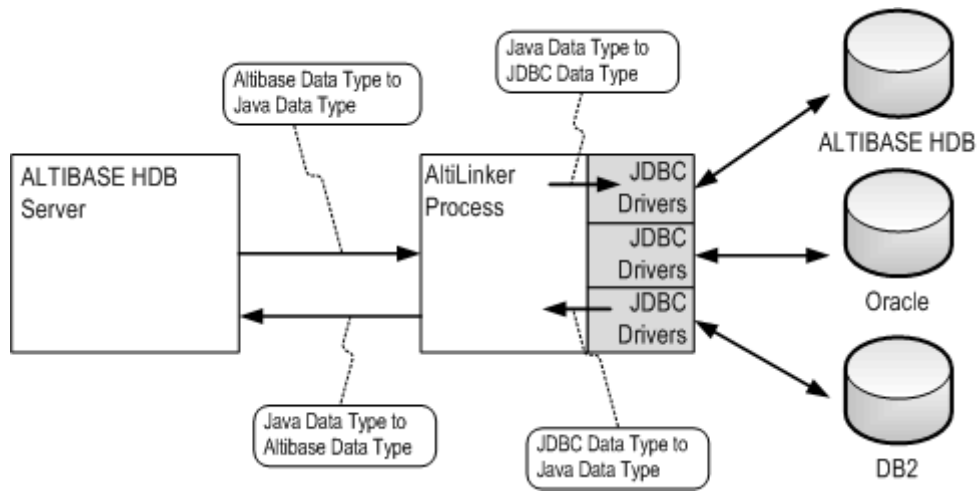 Java Data Type to
JDBC Data Type
Altibase Data Type to
Java Data Type
ALTIBASE HDB
ALTIBASE HDB
Server
AltiLinker
Process
JDBC
Drivers
JDBC
Drivers
JDBC
Drivers
Oracle
Java Data Type to
Altibase Data Type
JDBC Data Type to
Java Data Type
DB2